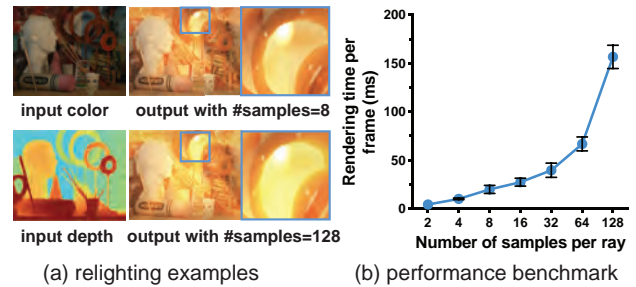 input color
output with #samples=8
input depth
output with #samples=128
(a) relighting examples
Rendering time per
frame (ms)
200
150
100
50
0
2 4 8 16 32 64 128
Number of samples per ray
(b) performance benchmark